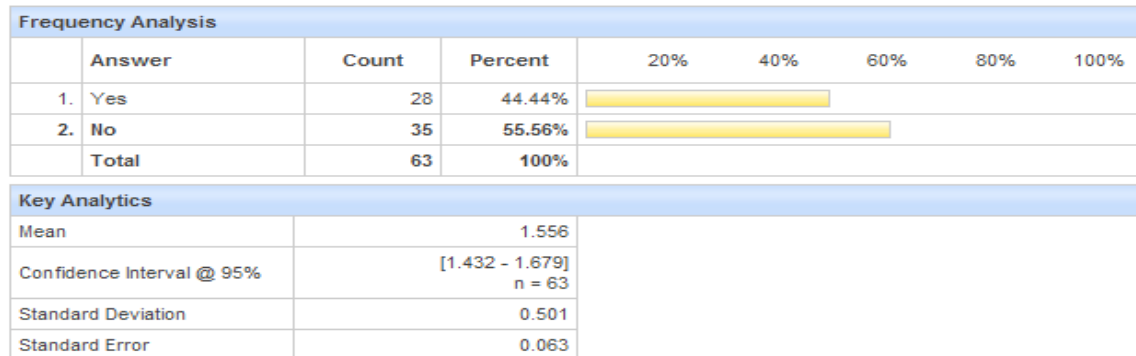 Frequency Analysis
Answer Count Percent 20% 40% 60% 80% 100%
1. Yes 28 44.44%
2. No 35 55.56%
Total 63 100%
Key Analytics
Mean 1.556
Confidence Interval @ 95% [1.432 - 1.679]
n = 63
Standard Deviation 0.501
Standard Error 0.063